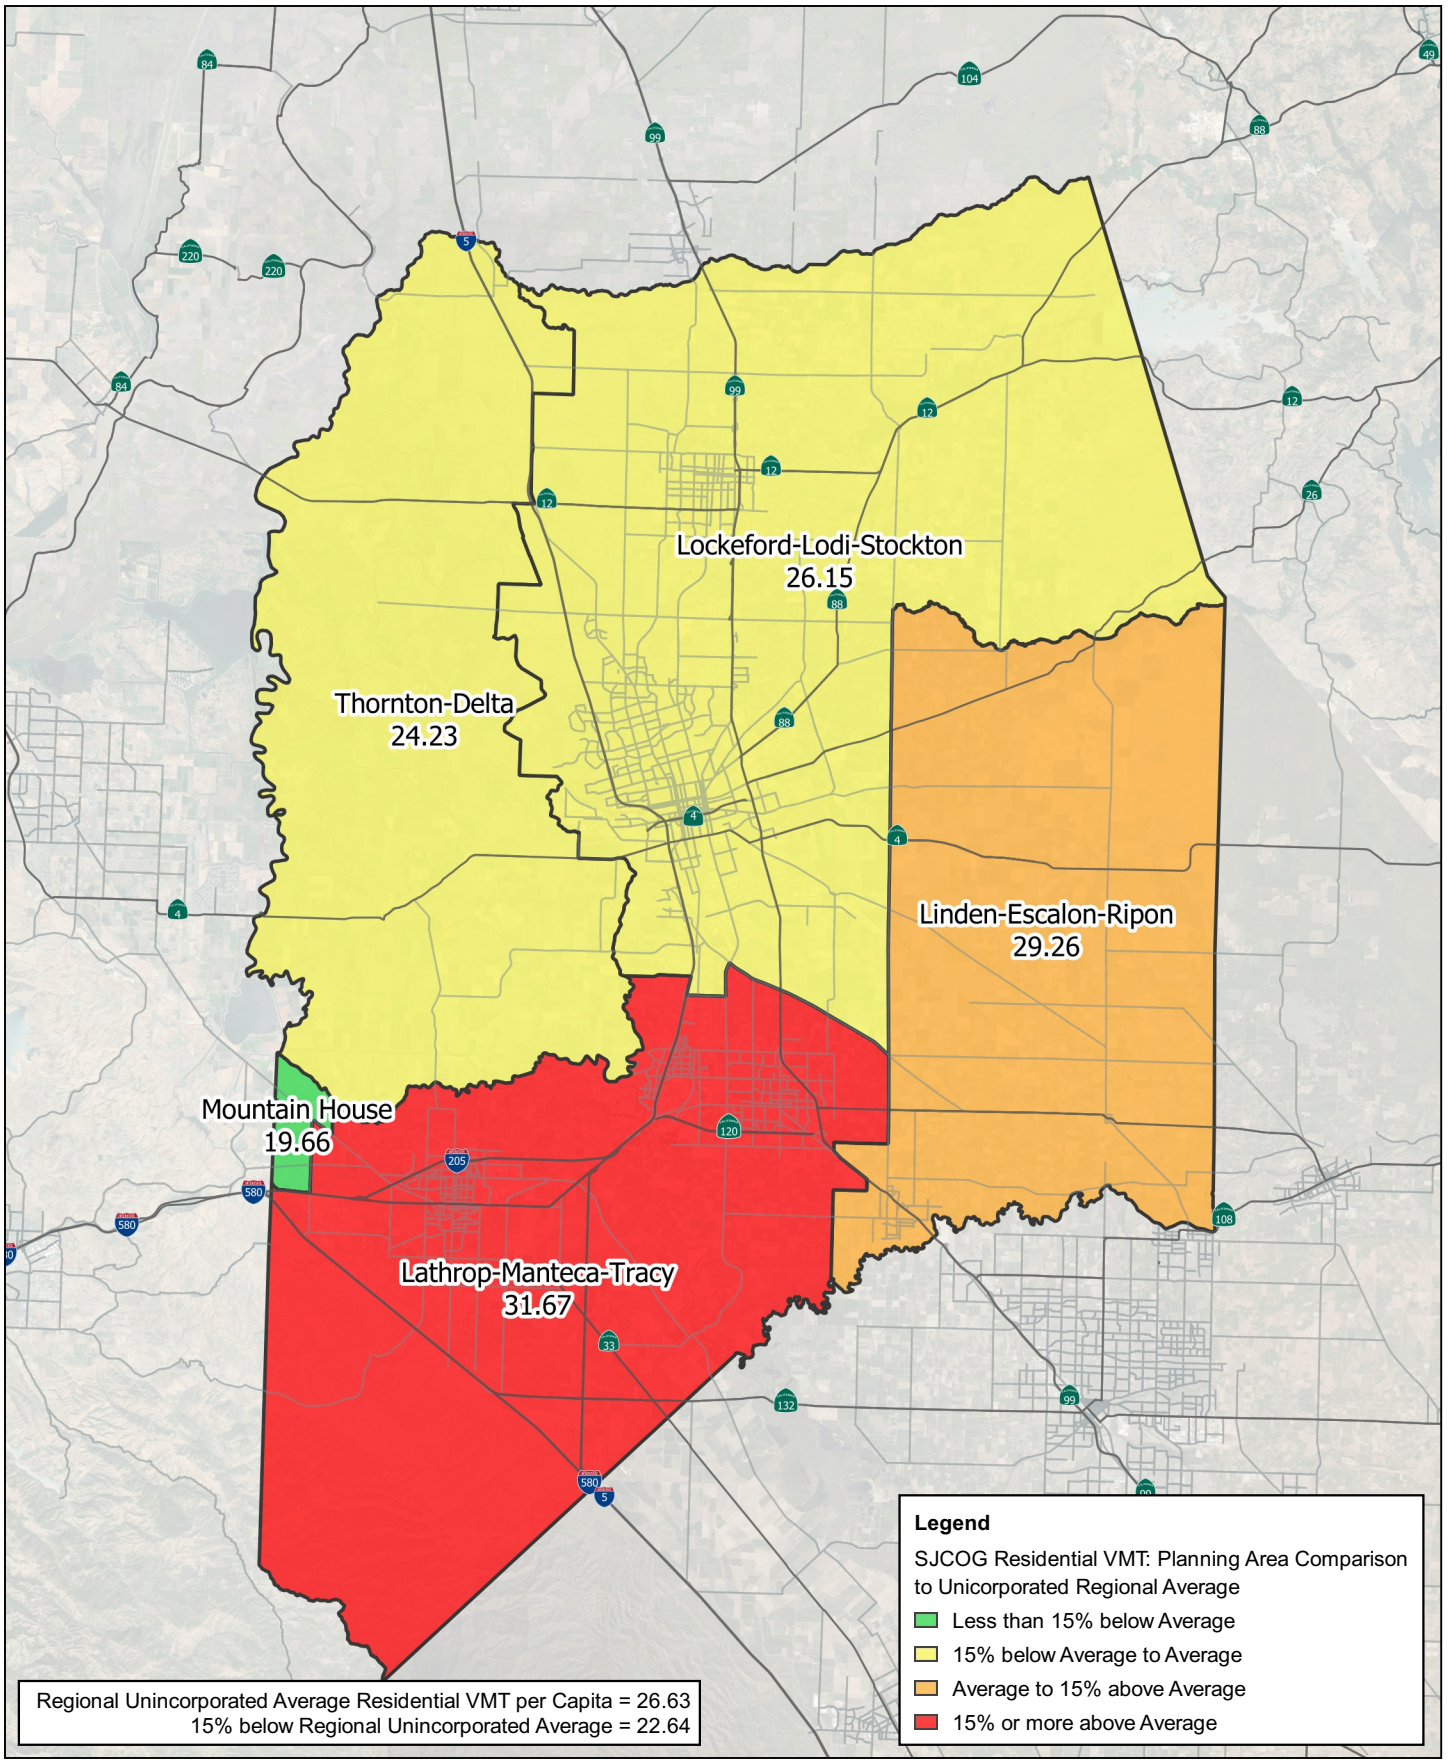 84
99
104
49
88
5
220
220
84
99
12
12
12
26
12
Lockeford-Lodi-Stockton
26.15
88
Thornton-Delta
24.23
88
4
4
4
Linden-Escalon-Ripon
29.26
Mountain House
19.66
120
205
580
580
108
Lathrop-Manteca-Tracy
31.67
33
132
99
580
5
Legend
SJCOG Residential VMT: Planning Area Comparison
to Unicorporated Regional Average
Less than 15% below Average
15% below Average to Average
Average to 15% above Average
15% or more above Average
Regional Unincorporated Average Residential VMT per Capita = 26.63
15% below Regional Unincorporated Average = 22.64